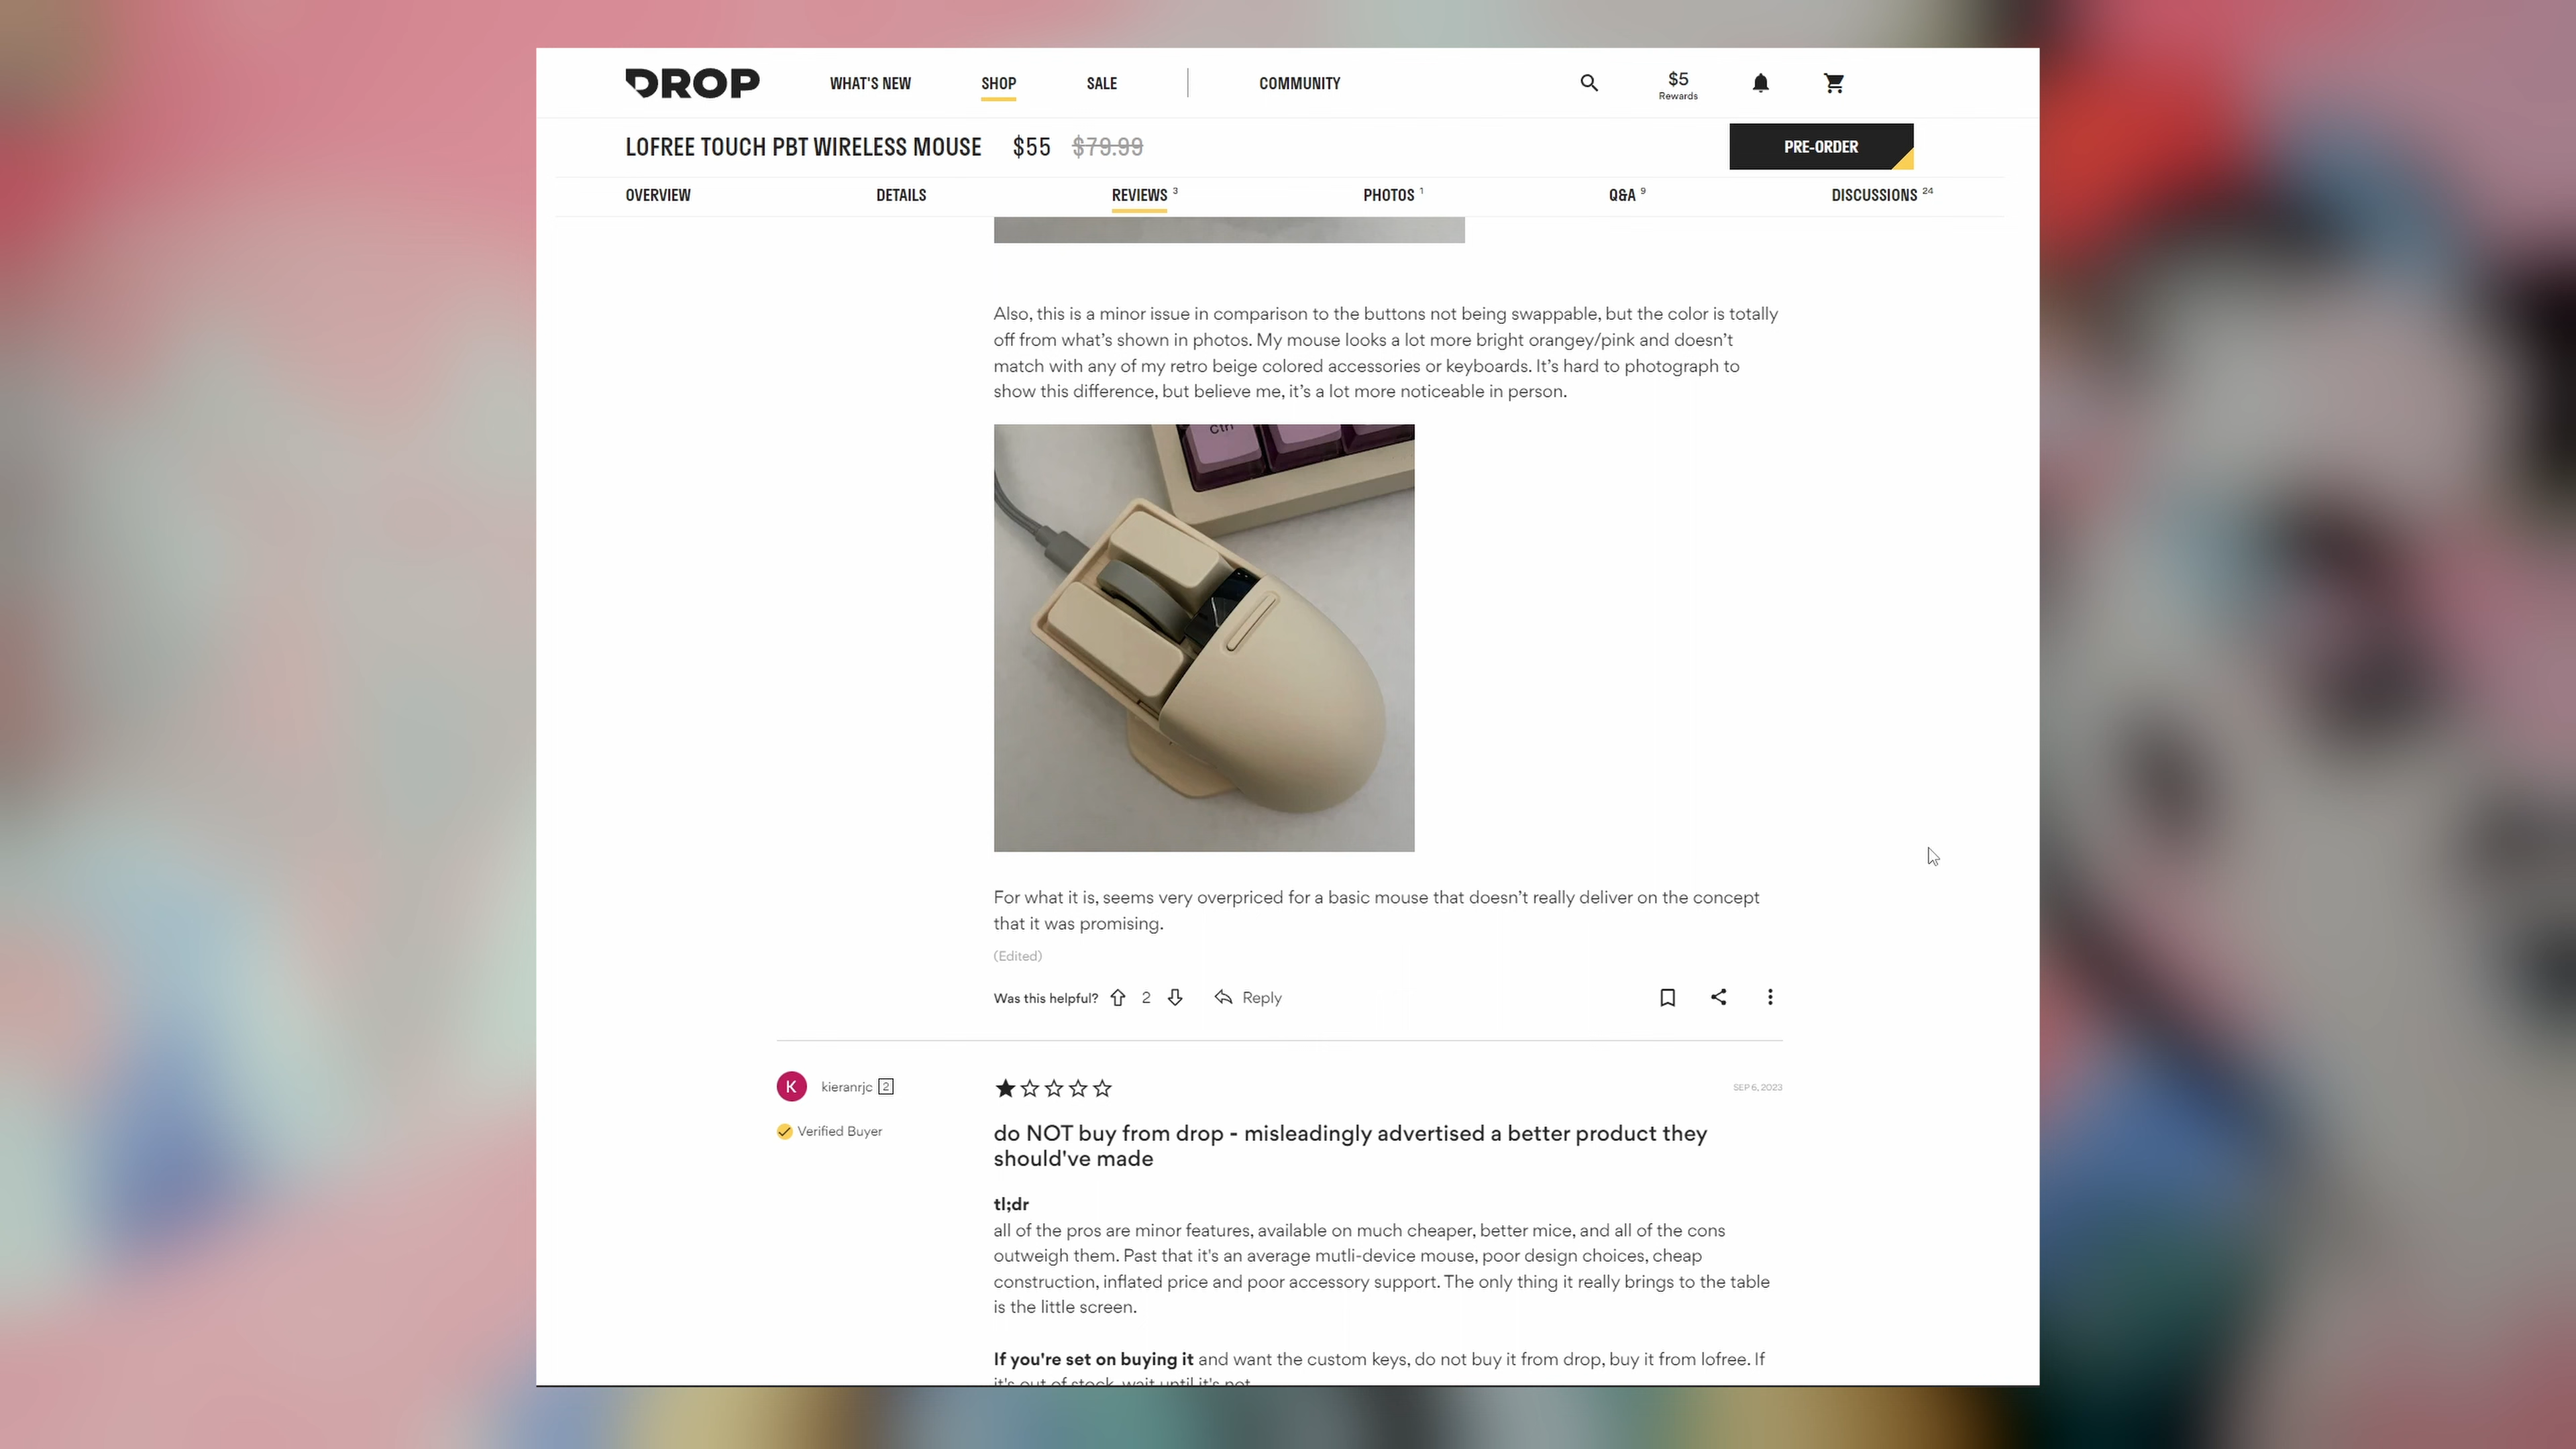 DROP WHAT'S NEW SHOP SALE COMMUNITY $5
Rewards
LOFREE TOUCH PBT WIRELESS MOUSE $55 $79.99 PRE-ORDER
OVERVIEW DETAILS REVIEWS 3 PHOTOS 1 Q&A 9 DISCUSSIONS 24
Also, this is a minor issue in comparison to the buttons not being swappable, but the color is totally
off from what's shown in photos. My mouse looks a lot more bright orangey/pink and doesn't
match with any of my retro beige colored accessories or keyboards. It's hard to photograph to
show this difference, but believe me, it's a lot more noticeable in person.
Ctrl
For what it is, seems very overpriced for a basic mouse that doesn't really deliver on the concept
that it was promising.
(Edited)
Was this helpful? 2 Reply
K kieranrjc 2 SEP 6, 2023
Verified Buyer
do NOT buy from drop - misleadingly advertised a better product they
should've made
tl;dr
all of the pros are minor features, available on much cheaper, better mice, and all of the cons
outweigh them. Past that it's an average mutli-device mouse, poor design choices, cheap
construction, inflated price and poor accessory support. The only thing it really brings to the table
is the little screen.
If you're set on buying it and want the custom keys, do not buy it from drop, buy it from lofree. If
it's out of stock, wait until it's not